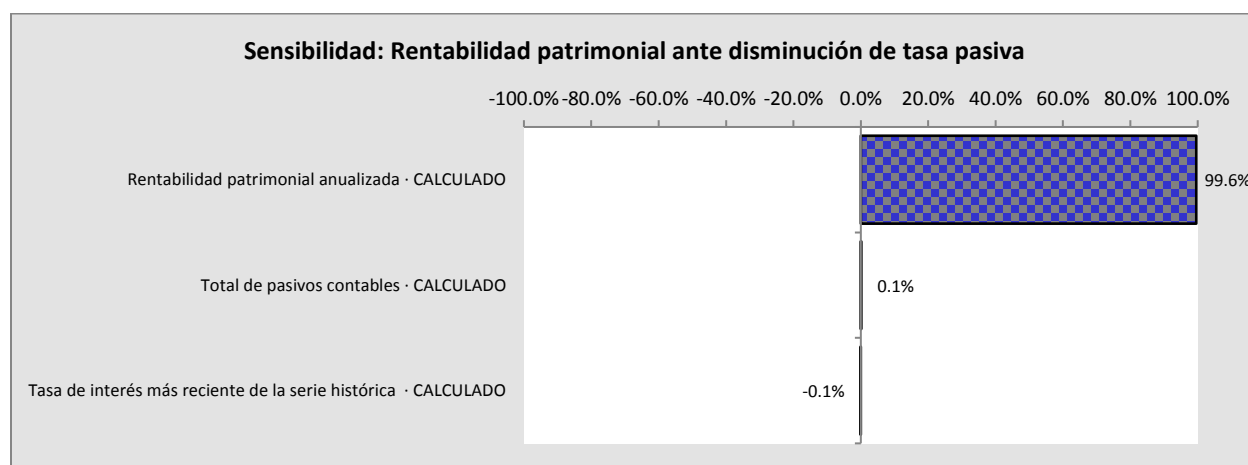 Sensibilidad: Rentabilidad patrimonial ante disminución de tasa pasiva
-100.0% -80.0% -60.0% -40.0% -20.0% 0.0% 20.0% 40.0% 60.0% 80.0% 100.0%
Rentabilidad patrimonial anualizada · CALCULADO
99.6%
Total de pasivos contables · CALCULADO
0.1%
Tasa de interés más reciente de la serie histórica · CALCULADO
-0.1%